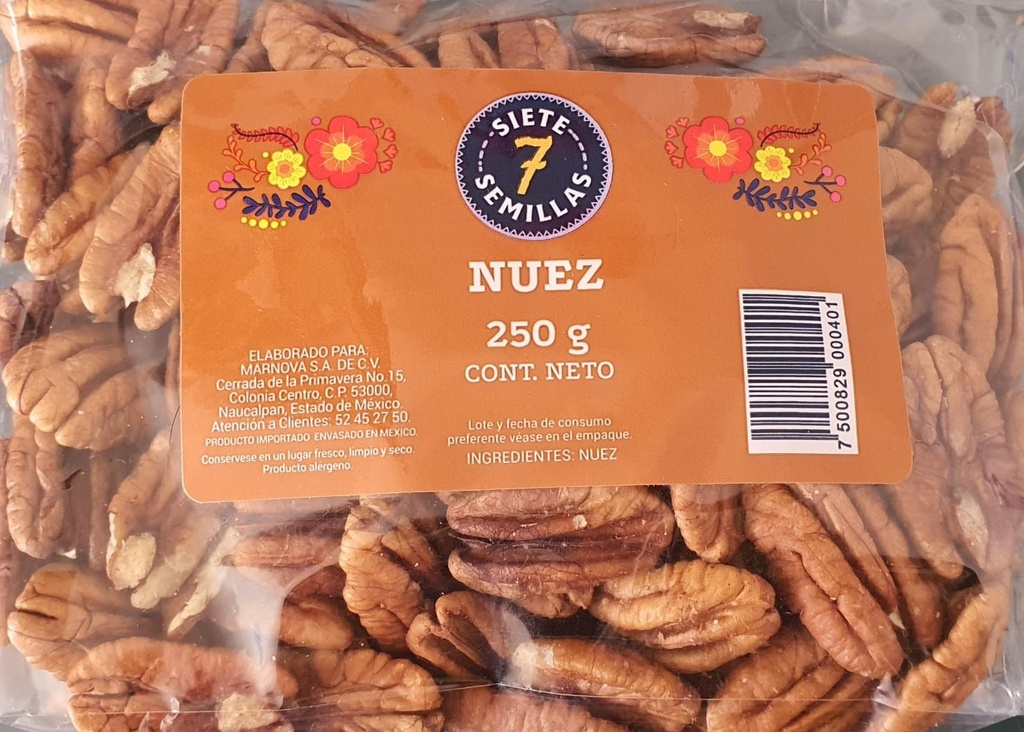 SIETE
7
SEMILLAS
NUEZ
250 g
CONT. NETO
ELABORADO PARA:
MARNOVA S.A. DE C.V.
Cerrada de la Primavera No.15,
Colonia Centro, C.P. 53000,
Naucalpan, Estado de México.
Atención a Clientes: 52 45 27 50.
PRODUCTO IMPORTADO ENVASADO EN MEXICO.
Consérvese en un lugar fresco, limpio y seco.
Producto alérgeno.
Lote y fecha de consumo
preferente véase en el empaque.
INGREDIENTES: NUEZ
7 500829 000401